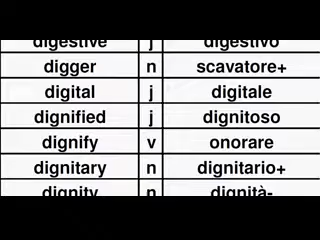 digestive j digestivo
digger n scavatore+
digital j digitale
dignified j dignitoso
dignify v onorare
dignitary n dignitario+
dignity n dignità-